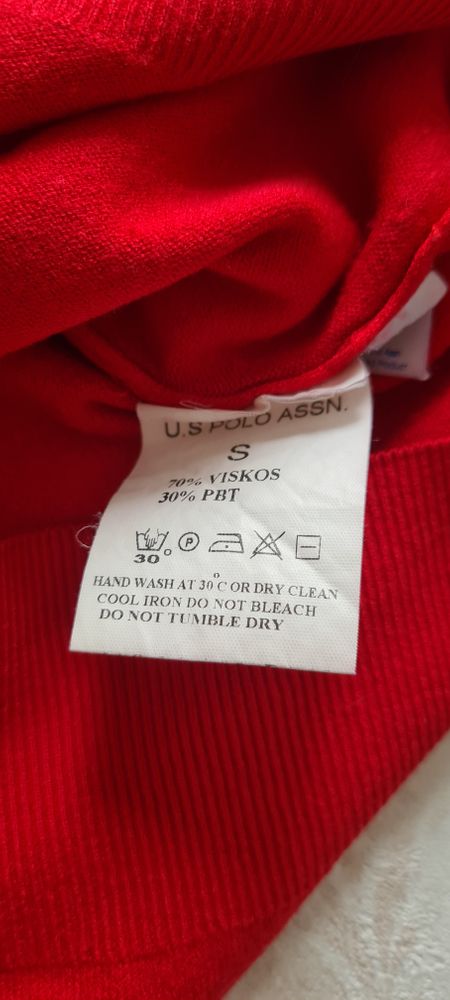 U.S POLO ASSN.
S
70% VISKOS
30% PBT
P
30°
HAND WASH AT 30°C OR DRY CLEAN
COOL IRON DO NOT BLEACH
DO NOT TUMBLE DRY